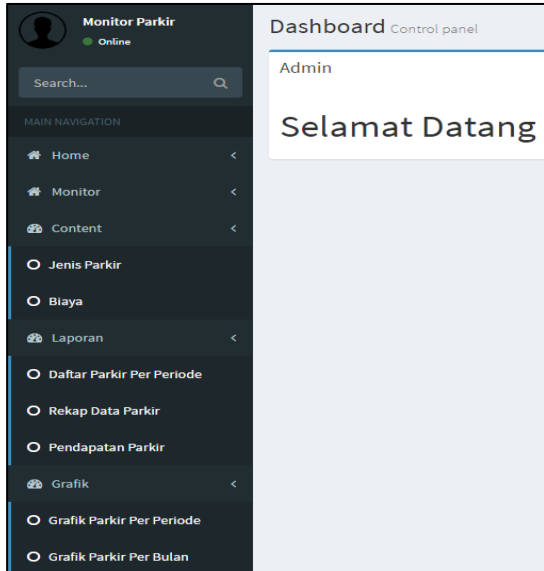 Monitor Parkir
Online
Search...
MAIN NAVIGATION
Home
Monitor
Content
Jenis Parkir
Biaya
Laporan
Daftar Parkir Per Periode
Rekap Data Parkir
Pendapatan Parkir
Grafik
Grafik Parkir Per Periode
Grafik Parkir Per Bulan
Dashboard Control panel
Admin
Selamat Datang